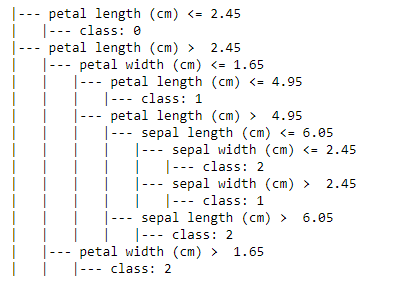 |--- petal length (cm) <= 2.45
|   |--- class: 0
|--- petal length (cm) >  2.45
|   |--- petal width (cm) <= 1.65
|   |   |--- petal length (cm) <= 4.95
|   |   |   |--- class: 1
|   |   |--- petal length (cm) >  4.95
|   |   |   |--- sepal length (cm) <= 6.05
|   |   |   |   |--- sepal width (cm) <= 2.45
|   |   |   |   |   |--- class: 2
|   |   |   |   |--- sepal width (cm) >  2.45
|   |   |   |   |   |--- class: 1
|   |   |   |--- sepal length (cm) >  6.05
|   |   |   |   |--- class: 2
|   |--- petal width (cm) >  1.65
|   |   |--- class: 2